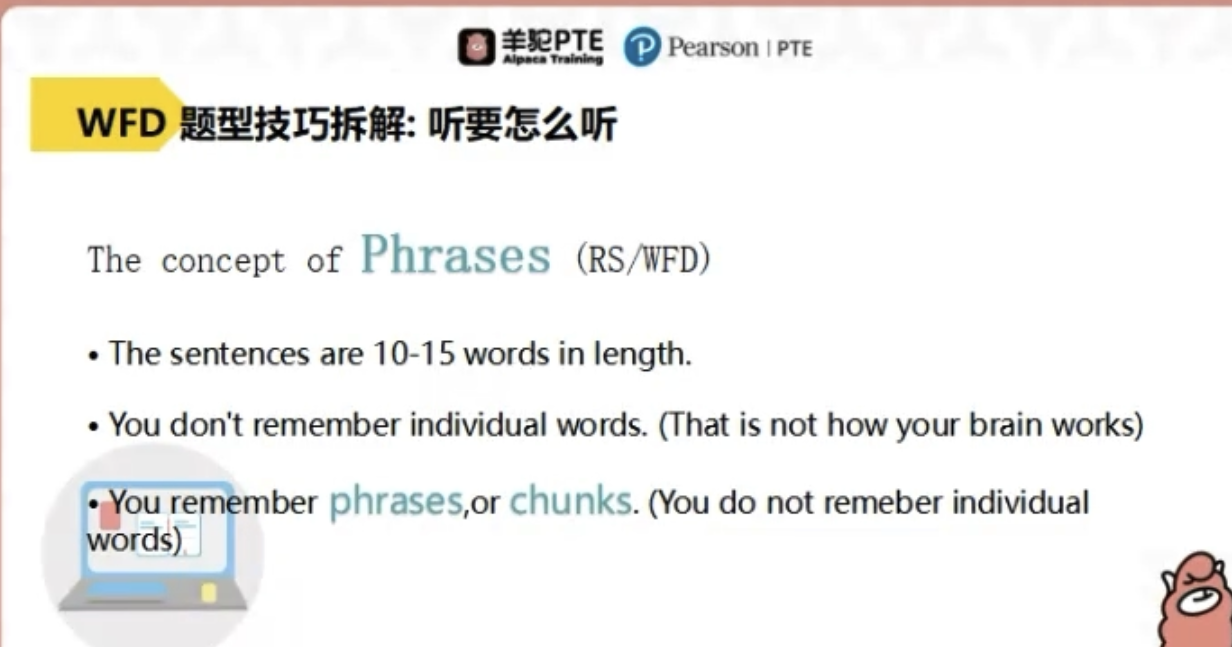 羊驼PTE
Alpaca Training
Pearson | PTE
WFD 题型技巧拆解: 听要怎么听
The concept of Phrases (RS/WFD)
• The sentences are 10-15 words in length.
• You don't remember individual words. (That is not how your brain works)
• You remember phrases,or chunks. (You do not remeber individual
words)